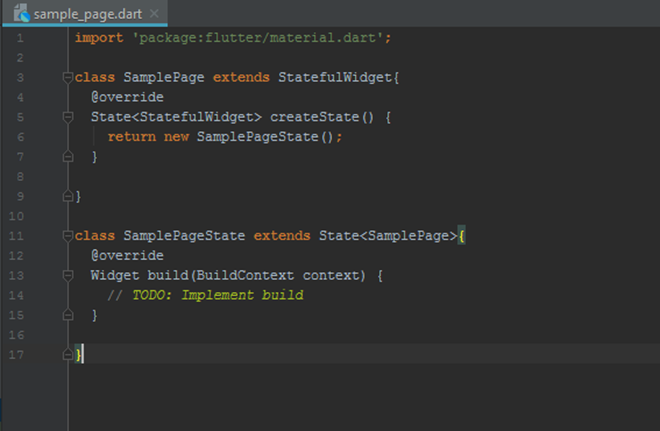 sample_page.dart
1 import 'package:flutter/material.dart';
2
3 class SamplePage extends StatefulWidget{
4 @override
5 State<StatefulWidget> createState() {
6 return new SamplePageState();
7 }
8
9 }
10
11 class SamplePageState extends State<SamplePage>{
12 @override
13 Widget build(BuildContext context) {
14 // TODO: Implement build
15 }
16
17 }